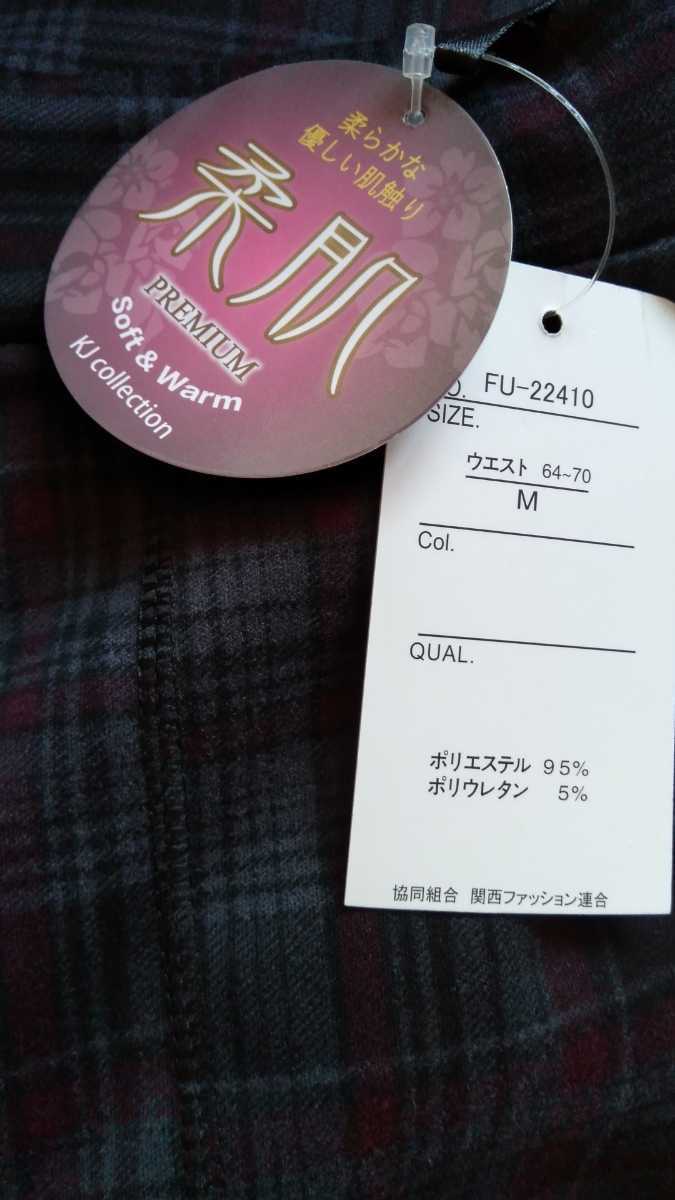 柔らかな
優しい肌触り
柔肌
PREMIUM
Soft & Warm
KJ collection
O. FU-22410
SIZE.
ウエスト 64~70
M
Col.
QUAL.
ポリエステル 95%
ポリウレタン 5%
協同組合 関西ファッション連合